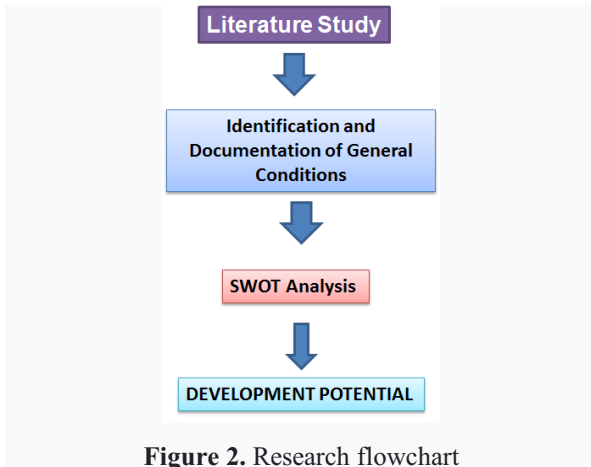 Literature Study
Identification and
Documentation of General
Conditions
SWOT Analysis
DEVELOPMENT POTENTIAL
Figure 2. Research flowchart